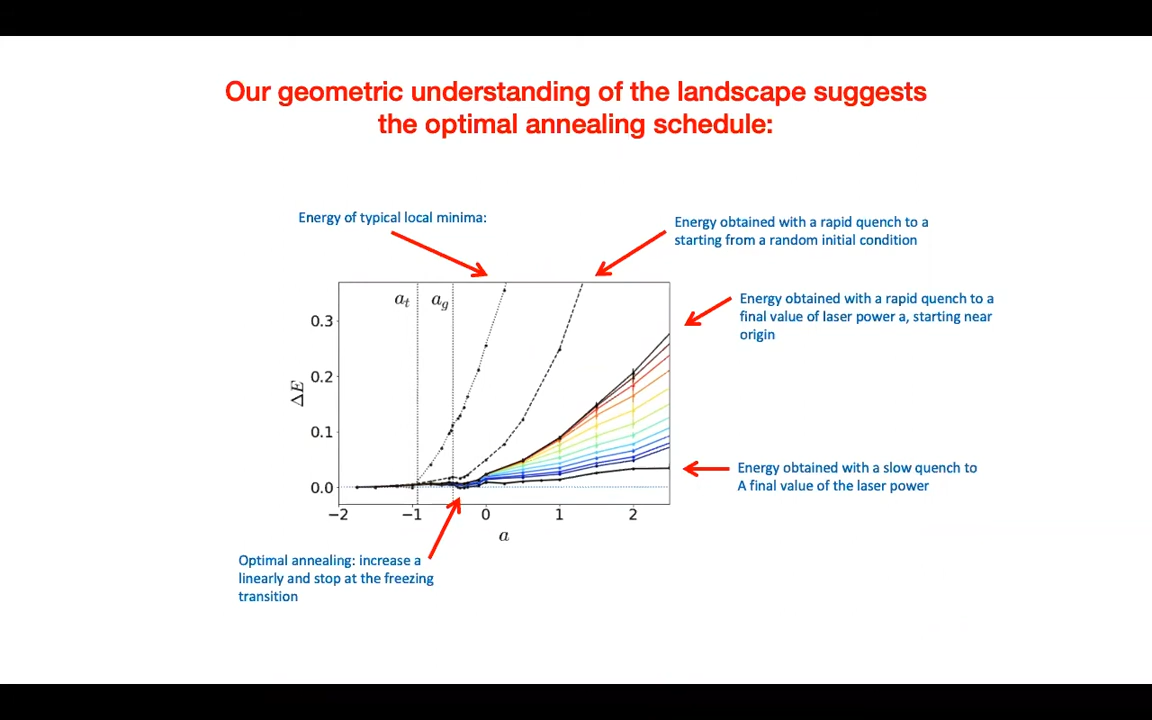 Our geometric understanding of the landscape suggests
the optimal annealing schedule:
Energy of typical local minima:
Energy obtained with a rapid quench to a
starting from a random initial condition
Energy obtained with a rapid quench to a
final value of laser power a, starting near
origin
Energy obtained with a slow quench to
A final value of the laser power
Optimal annealing: increase a
linearly and stop at the freezing
transition
a_t
a_g
ΔE
0.3
0.2
0.1
0.0
−2
−1
0
1
2
a